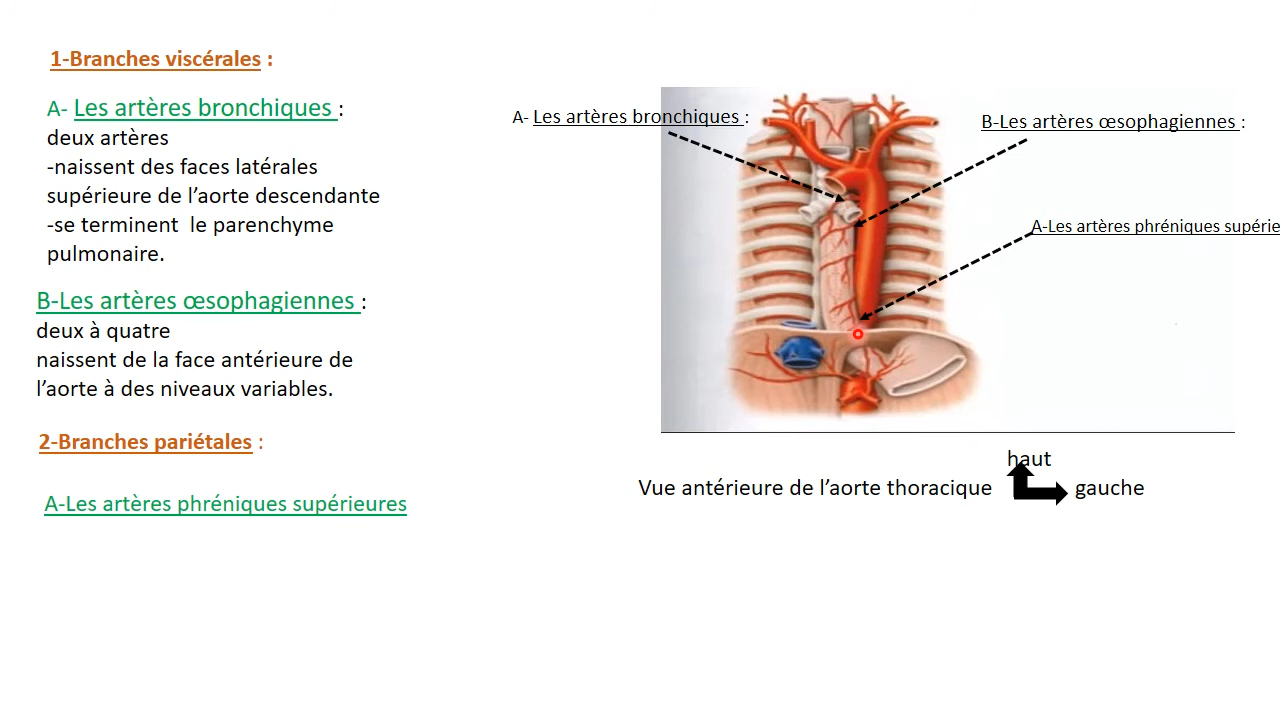 1-Branches viscérales :
A- Les artères bronchiques :
deux artères
-naissent des faces latérales
supérieure de l’aorte descendante
-se terminent  le parenchyme
pulmonaire.
B-Les artères œsophagiennes :
deux à quatre
naissent de la face antérieure de
l’aorte à des niveaux variables.
2-Branches pariétales :
A-Les artères phréniques supérieures
A- Les artères bronchiques :
B-Les artères œsophagiennes :
A-Les artères phréniques supérie
haut
Vue antérieure de l’aorte thoracique
gauche